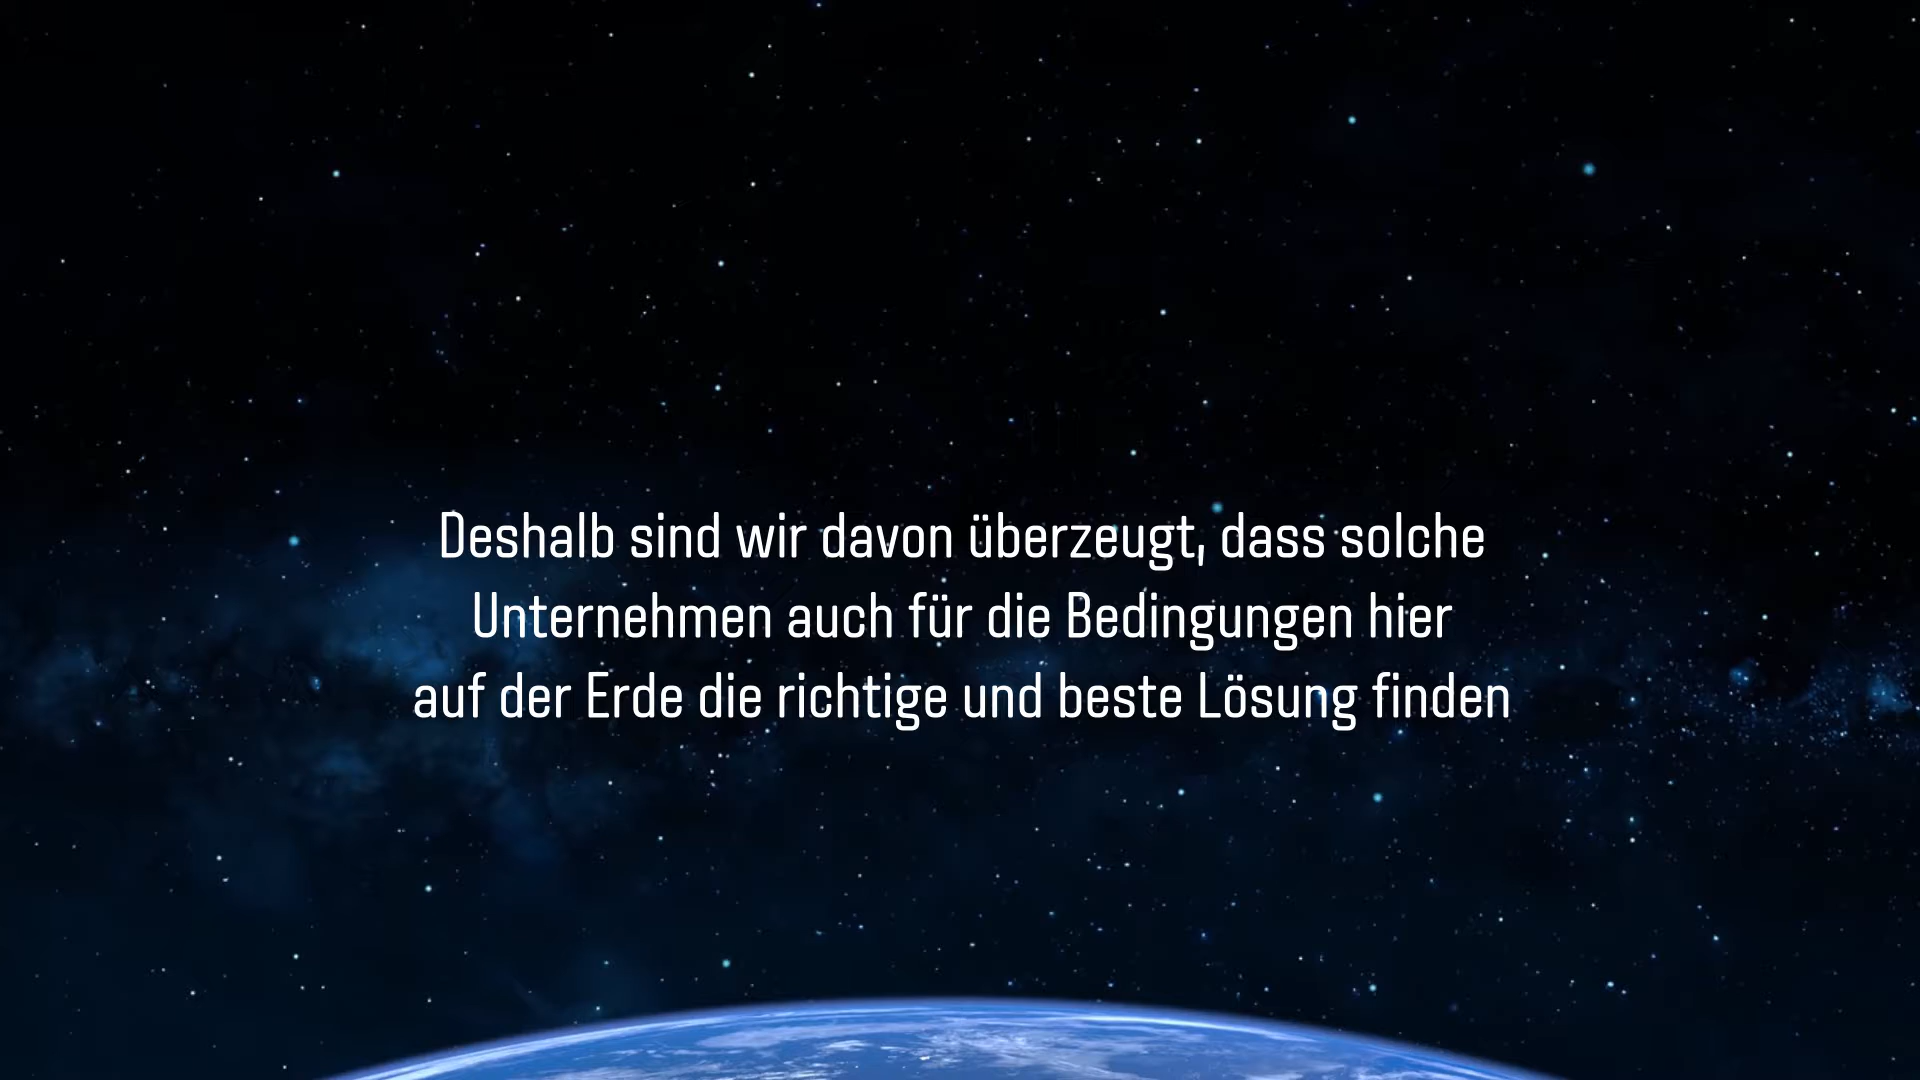 Deshalb sind wir davon überzeugt, dass solche
Unternehmen auch für die Bedingungen hier
auf der Erde die richtige und beste Lösung finden